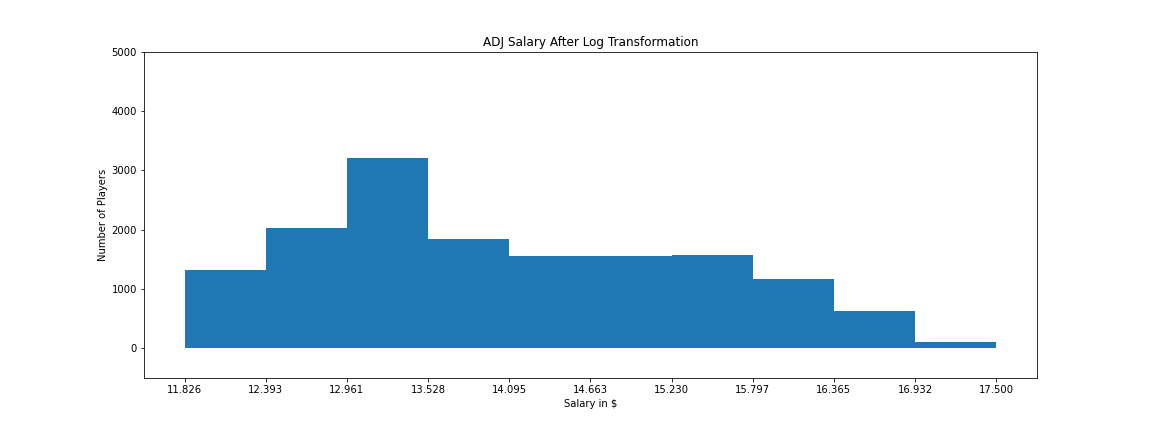 ADJ Salary After Log Transformation
5000
4000
3000
2000
1000
0
Number of Players
11.826 12.393 12.961 13.528 14.095 14.663 15.230 15.797 16.365 16.932 17.500
Salary in $